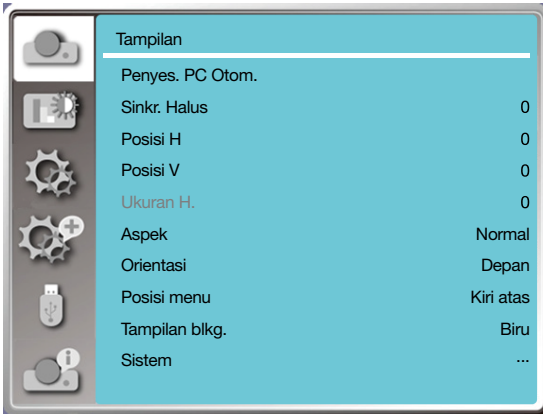 Tampilan
Penyes. PC Otom.
Sinkr. Halus 0
Posisi H 0
Posisi V 0
Ukuran H. 0
Aspek Normal
Orientasi Depan
Posisi menu Kiri atas
Tampilan blkg. Biru
Sistem ...